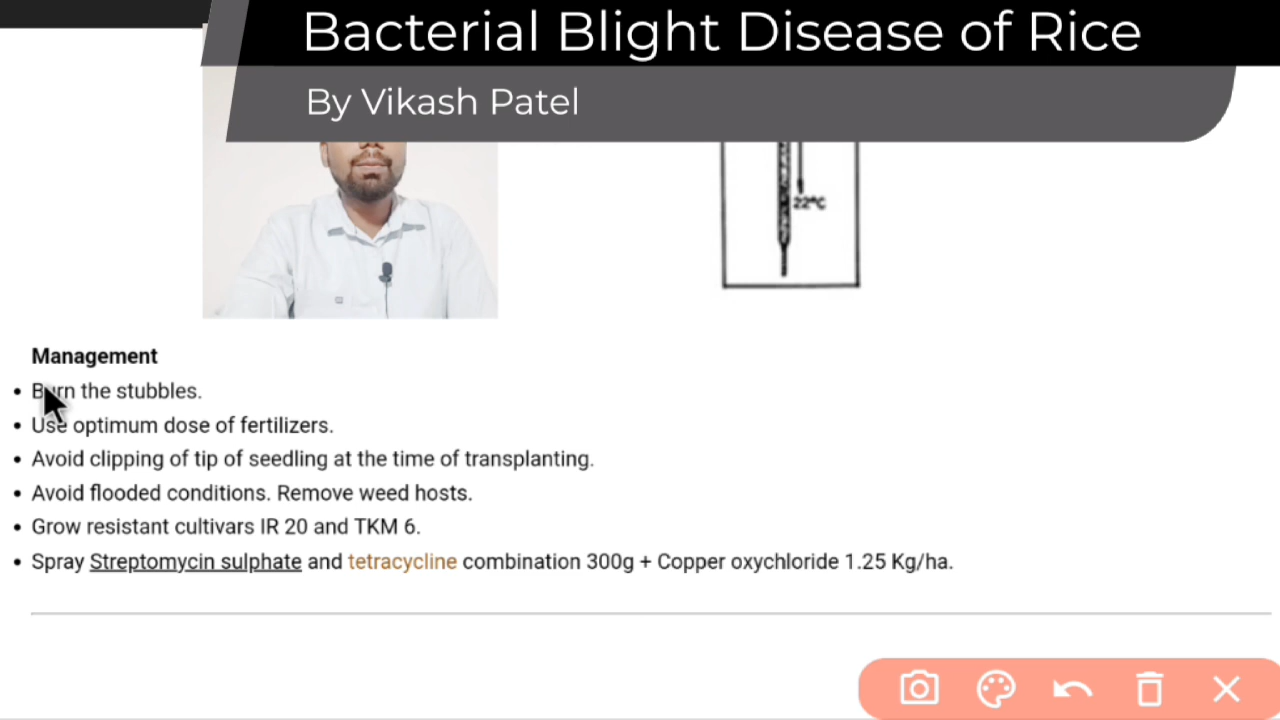 Bacterial Blight Disease of Rice
By Vikash Patel
22°C
Management
• Burn the stubbles.
• Use optimum dose of fertilizers.
• Avoid clipping of tip of seedling at the time of transplanting.
• Avoid flooded conditions. Remove weed hosts.
• Grow resistant cultivars IR 20 and TKM 6.
• Spray Streptomycin sulphate and tetracycline combination 300g + Copper oxychloride 1.25 Kg/ha.